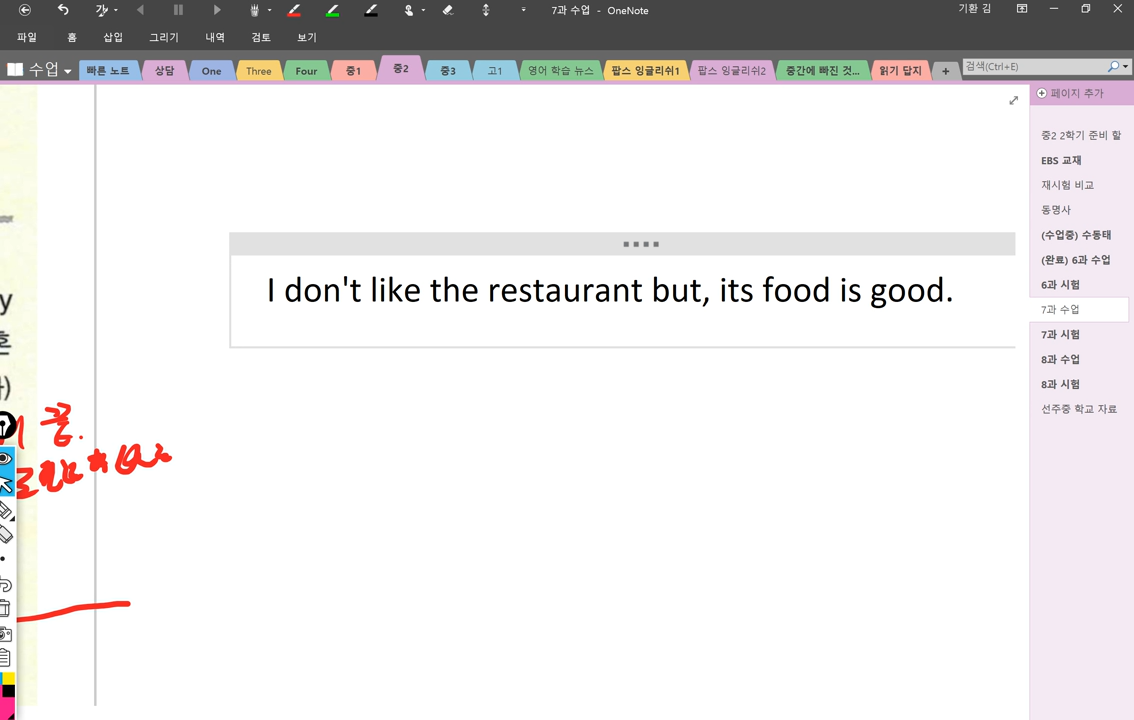 7과 수업 - OneNote
기환 김
파일 홈 삽입 그리기 내역 검토 보기
수업 빠른 노트 상담 One Three Four 중1 중2 중3 고1 영어 학습 뉴스 팝스 잉글리쉬1 팝스 잉글리쉬2 중간에 빠진 것... 읽기 답지 + 검색(Ctrl+E)
페이지 추가
중2 2학기 준비 할
EBS 교재
재시험 비교
동명사
(수업중) 수동태
(완료) 6과 수업
6과 시험
7과 수업
7과 시험
8과 수업
8과 시험
선주중 학교 자료
I don't like the restaurant but, its food is good.
y
혼
)